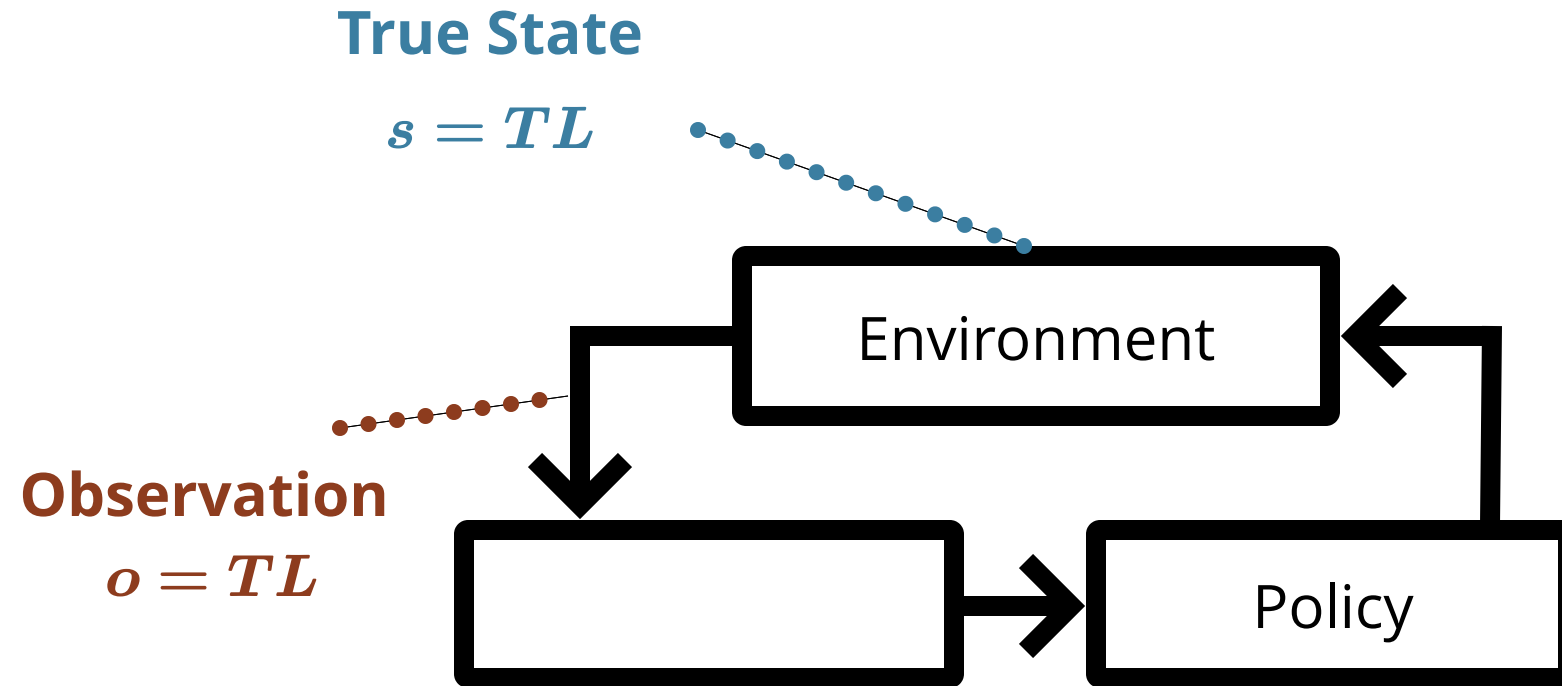 True State
s = TL
Environment
Observation
o = TL
Policy